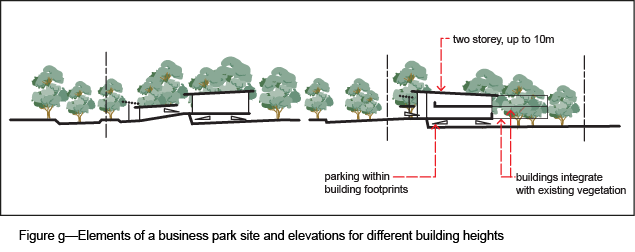 two storey, up to 10m
parking within
building footprints
buildings integrate
with existing vegetation
Figure g—Elements of a business park site and elevations for different building heights